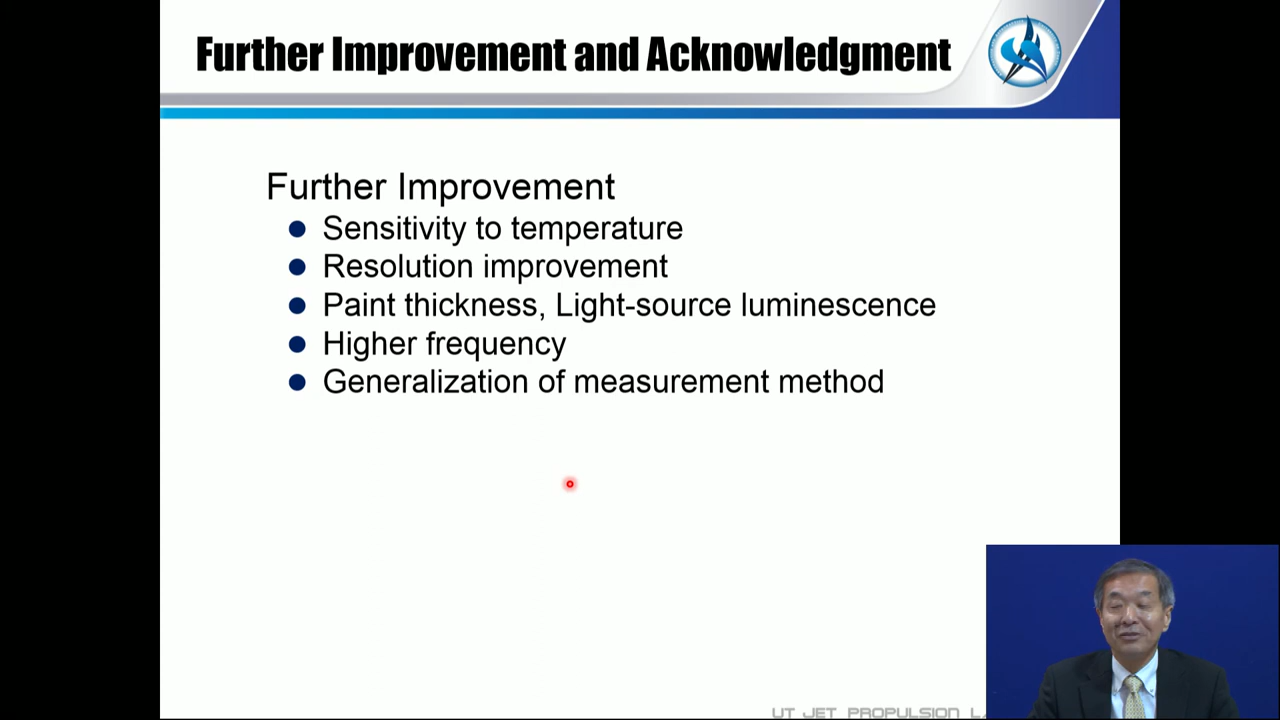 Further Improvement and Acknowledgment
Further Improvement
Sensitivity to temperature
Resolution improvement
Paint thickness, Light-source luminescence
Higher frequency
Generalization of measurement method
UT JET PROPULSION